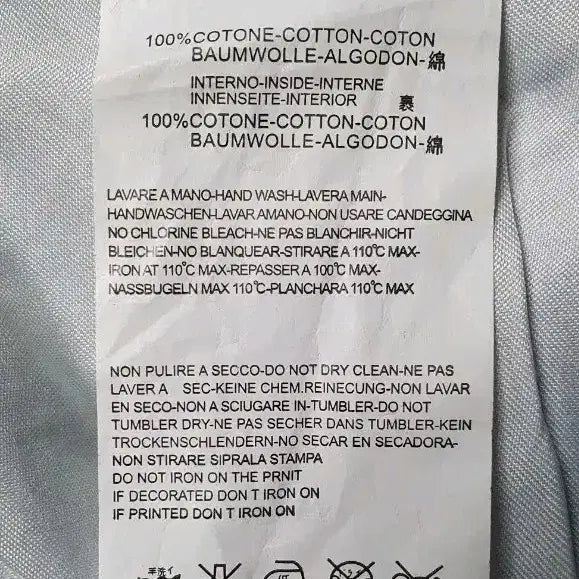 100%COTONE-COTTON-COTON
BAUMWOLLE-ALGODON-綿
INTERNO-INSIDE-INTERNE
INNENSEITE-INTERIOR 裏
100%COTONE-COTTON-COTON
BAUMWOLLE-ALGODON-綿
LAVARE A MANO-HAND WASH-LAVERA MAIN-
HANDWASCHEN-LAVAR AMANO-NON USARE CANDEGGINA
NO CHLORINE BLEACH-NE PAS BLANCHIR-NICHT
BLEICHEN-NO BLANQUEAR-STIRARE A 110℃ MAX-
IRON AT 110℃ MAX-REPASSER A 100℃ MAX-
NASSBUGELN MAX 110℃-PLANCHARA 110℃ MAX
NON PULIRE A SECCO-DO NOT DRY CLEAN-NE PAS
LAVER A SEC-KEINE CHEM.REINECUNG-NON LAVAR
EN SECO-NON A SCIUGARE IN-TUMBLER-DO NOT
TUMBLER DRY-NE PAS SECHER DANS TUMBLER-KEIN
TROCKENSCHLENDERN-NO SECAR EN SECADORA-
NON STIRARE SIPRALA STAMPA
DO NOT IRON ON THE PRNIT
IF DECORATED DON T IRON ON
IF PRINTED DON T IRON ON
手洗イ